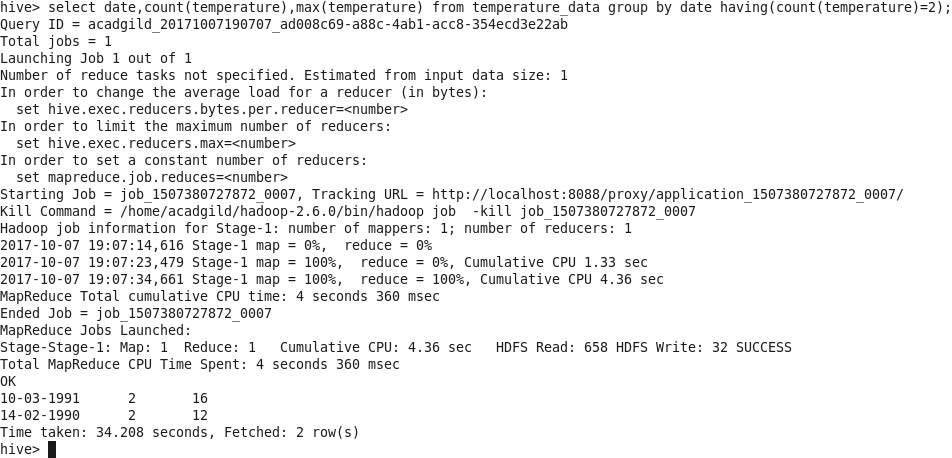 hive> select date,count(temperature),max(temperature) from temperature_data group by date having(count(temperature)=2);
Query ID = acadgild_20171007190707_ad008c69-a88c-4ab1-acc8-354ecd3e22ab
Total jobs = 1
Launching Job 1 out of 1
Number of reduce tasks not specified. Estimated from input data size: 1
In order to change the average load for a reducer (in bytes):
  set hive.exec.reducers.bytes.per.reducer=<number>
In order to limit the maximum number of reducers:
  set hive.exec.reducers.max=<number>
In order to set a constant number of reducers:
  set mapreduce.job.reduces=<number>
Starting Job = job_1507380727872_0007, Tracking URL = http://localhost:8088/proxy/application_1507380727872_0007/
Kill Command = /home/acadgild/hadoop-2.6.0/bin/hadoop job  -kill job_1507380727872_0007
Hadoop job information for Stage-1: number of mappers: 1; number of reducers: 1
2017-10-07 19:07:14,616 Stage-1 map = 0%,  reduce = 0%
2017-10-07 19:07:23,479 Stage-1 map = 100%,  reduce = 0%, Cumulative CPU 1.33 sec
2017-10-07 19:07:34,661 Stage-1 map = 100%,  reduce = 100%, Cumulative CPU 4.36 sec
MapReduce Total cumulative CPU time: 4 seconds 360 msec
Ended Job = job_1507380727872_0007
MapReduce Jobs Launched:
Stage-Stage-1: Map: 1  Reduce: 1   Cumulative CPU: 4.36 sec   HDFS Read: 658 HDFS Write: 32 SUCCESS
Total MapReduce CPU Time Spent: 4 seconds 360 msec
OK
10-03-1991      2       16
14-02-1990      2       12
Time taken: 34.208 seconds, Fetched: 2 row(s)
hive>